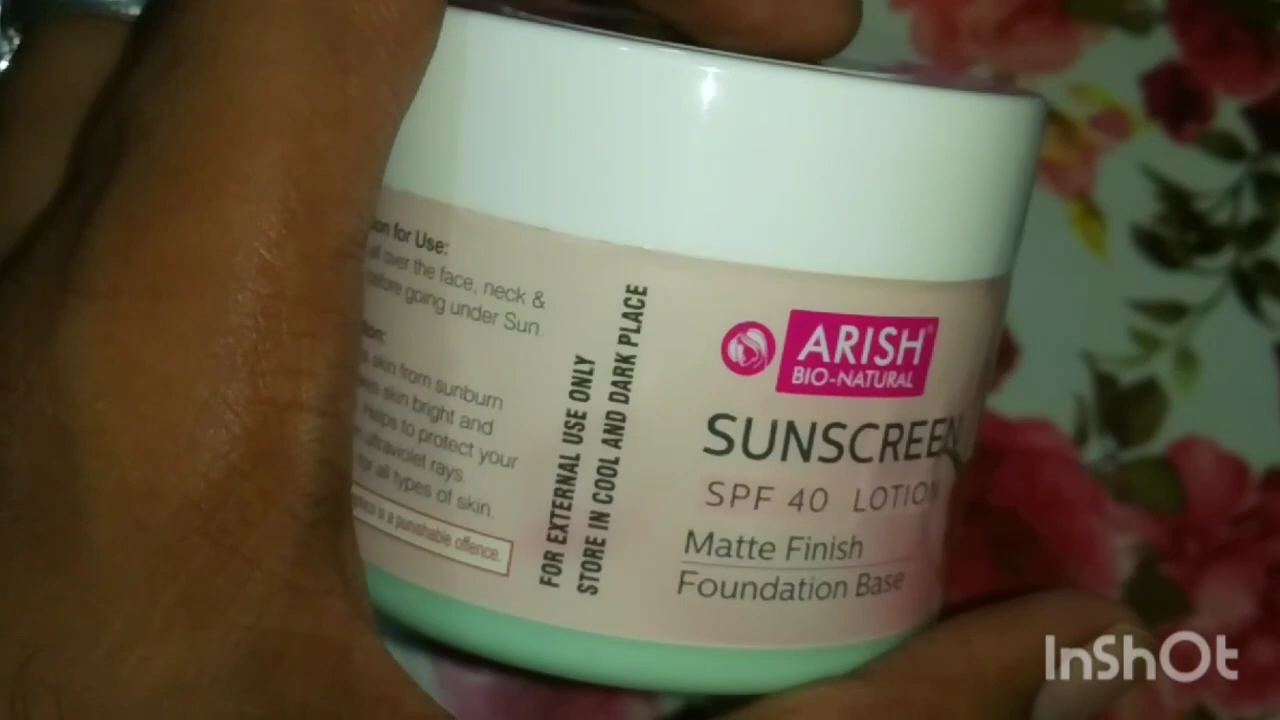 for Use:
over the face, neck &
before going under Sun
skin from sunburn
skin bright and
Helps to protect your
ultraviolet rays.
for all types of skin.
is a punishable offence.
FOR EXTERNAL USE ONLY
STORE IN COOL AND DARK PLACE
ARISH®
BIO-NATURAL
SUNSCREEN
SPF 40 LOTION
Matte Finish
Foundation Base
InShOt